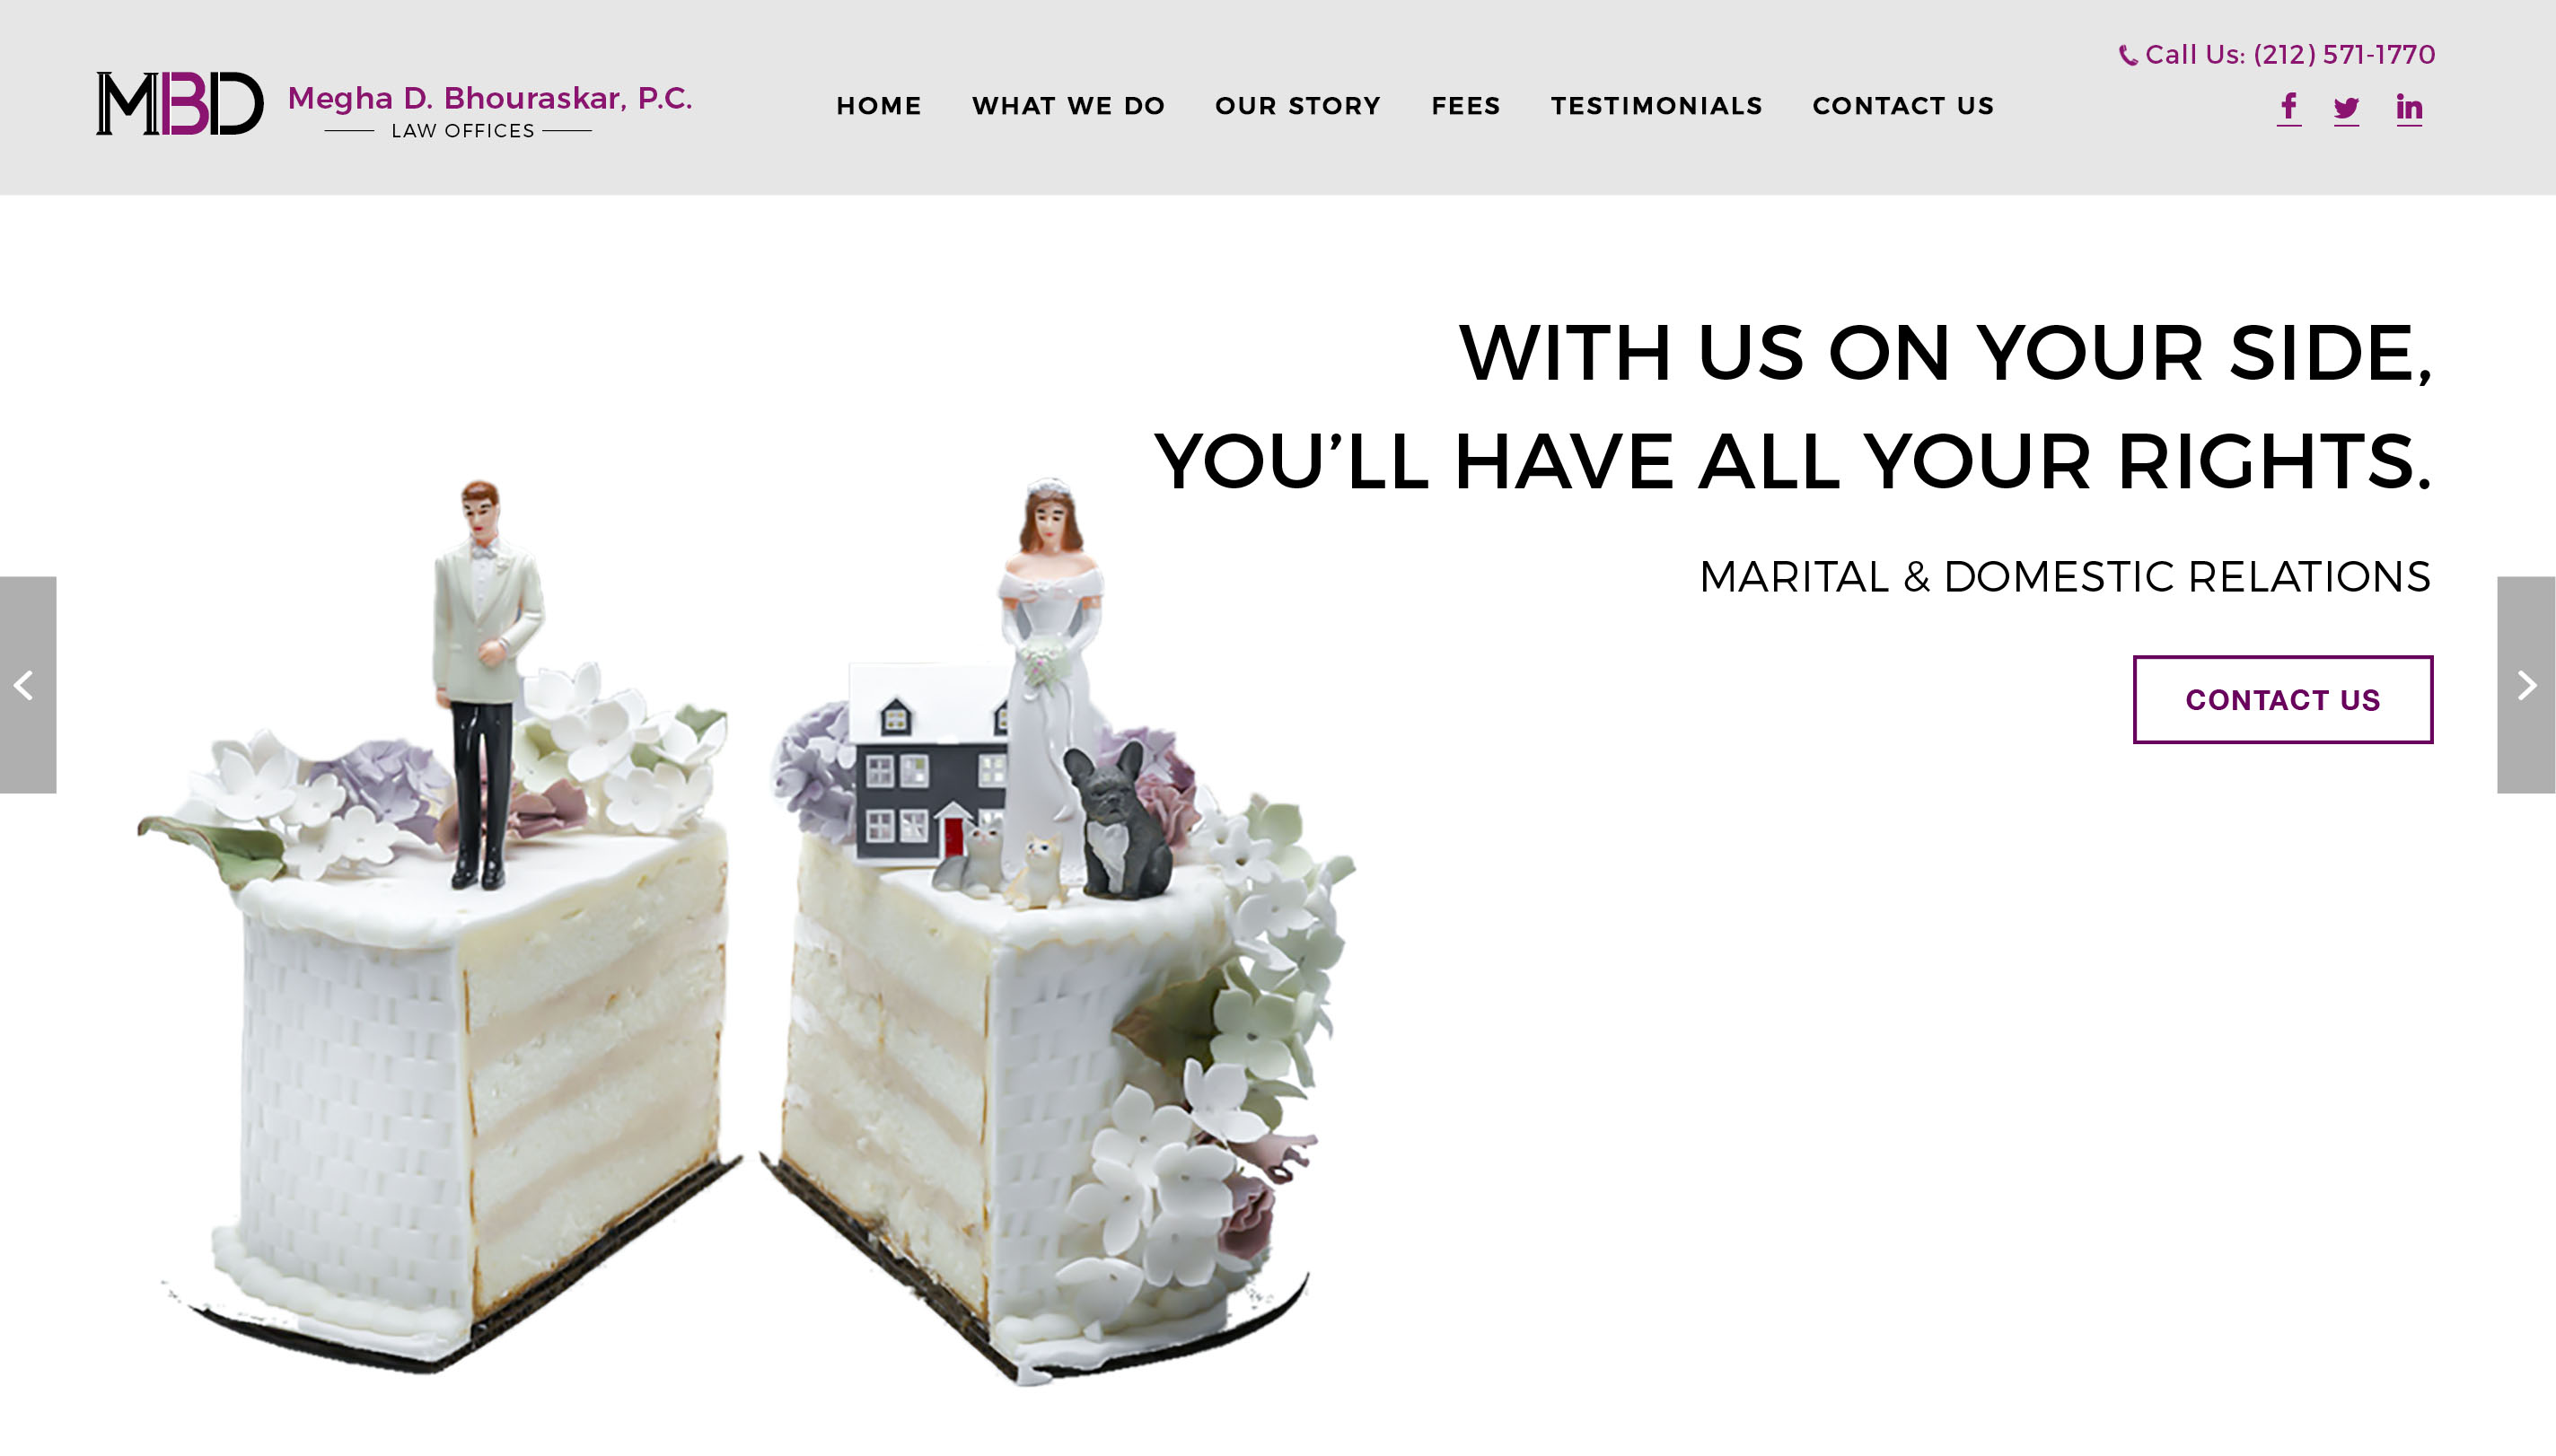 MBD
Megha D. Bhouraskar, P.C.
LAW OFFICES
HOME WHAT WE DO OUR STORY FEES TESTIMONIALS CONTACT US
Call Us: (212) 571-1770
WITH US ON YOUR SIDE,
YOU’LL HAVE ALL YOUR RIGHTS.
MARITAL & DOMESTIC RELATIONS
CONTACT US